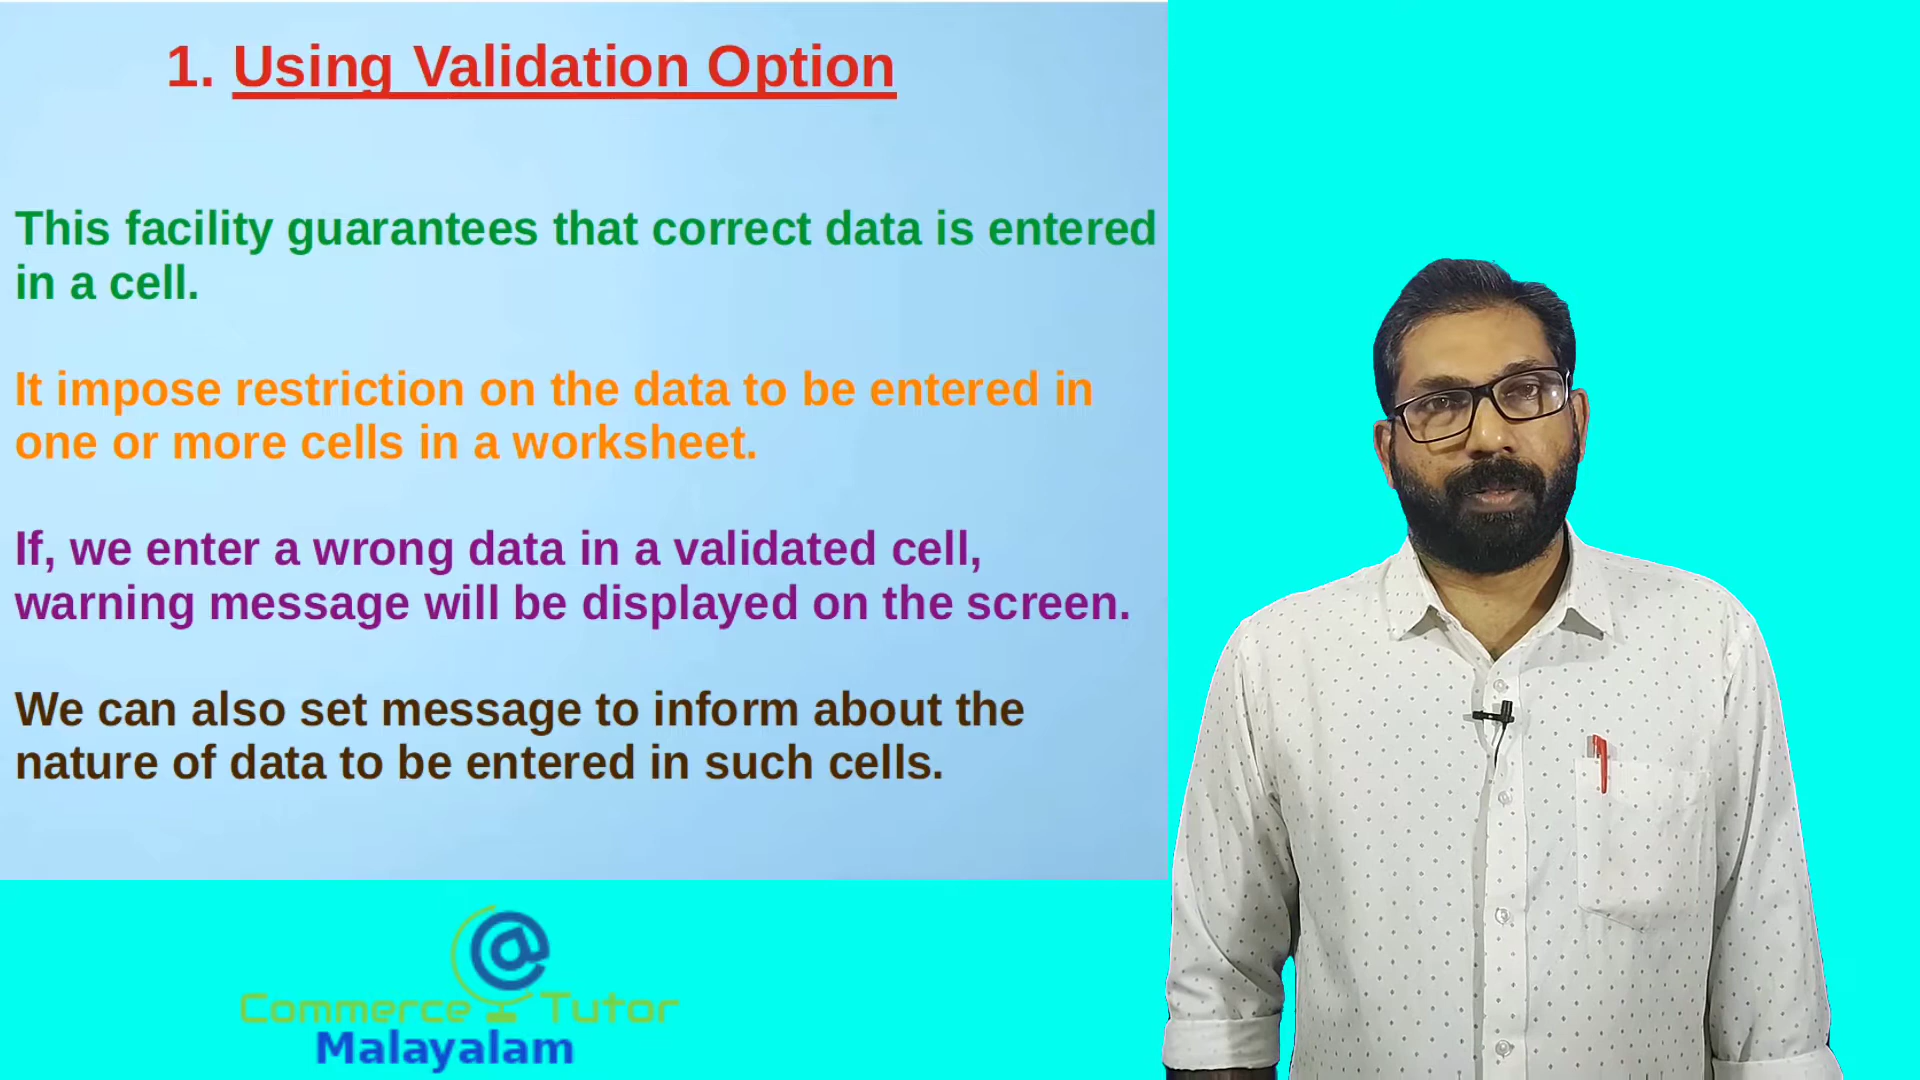 1. Using Validation Option
This facility guarantees that correct data is entered
in a cell.
It impose restriction on the data to be entered in
one or more cells in a worksheet.
If, we enter a wrong data in a validated cell,
warning message will be displayed on the screen.
We can also set message to inform about the
nature of data to be entered in such cells.
@
Commerce Tutor
Malayalam